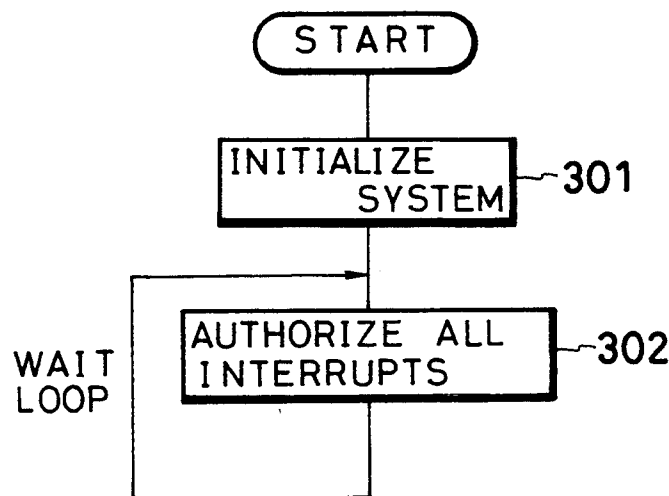 START
INITIALIZE
SYSTEM
301
AUTHORIZE ALL
INTERRUPTS
302
WAIT
LOOP